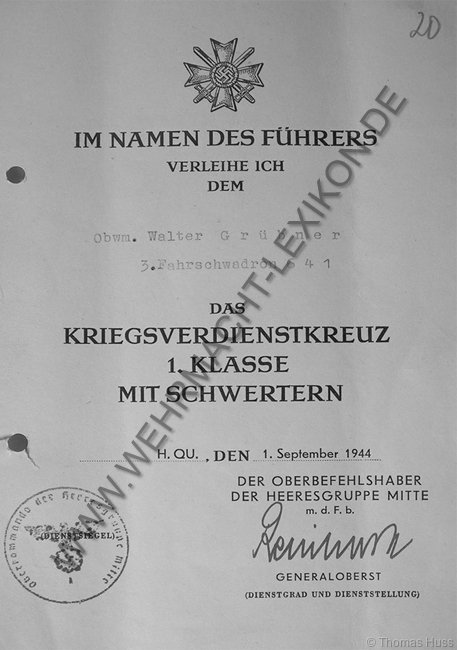 20
IM NAMEN DES FÜHRERS
VERLEIHE ICH
DEM
Obwm. Walter Grübner
3.Fahrschwadron 41
DAS
KRIEGSVERDIENSTKREUZ
1. KLASSE
MIT SCHWERTERN
H. QU. , DEN 1. September 1944
DER OBERBEFEHLSHABER
DER HEERESGRUPPE MITTE
m. d. F. b.
GENERALOBERST
(DIENSTGRAD UND DIENSTSTELLUNG)
(DIENSTSIEGEL)
Oberkommando der Heeresgruppe Mitte
WWW.WEHRMACHT-LEXIKON.DE
© Thomas Huss